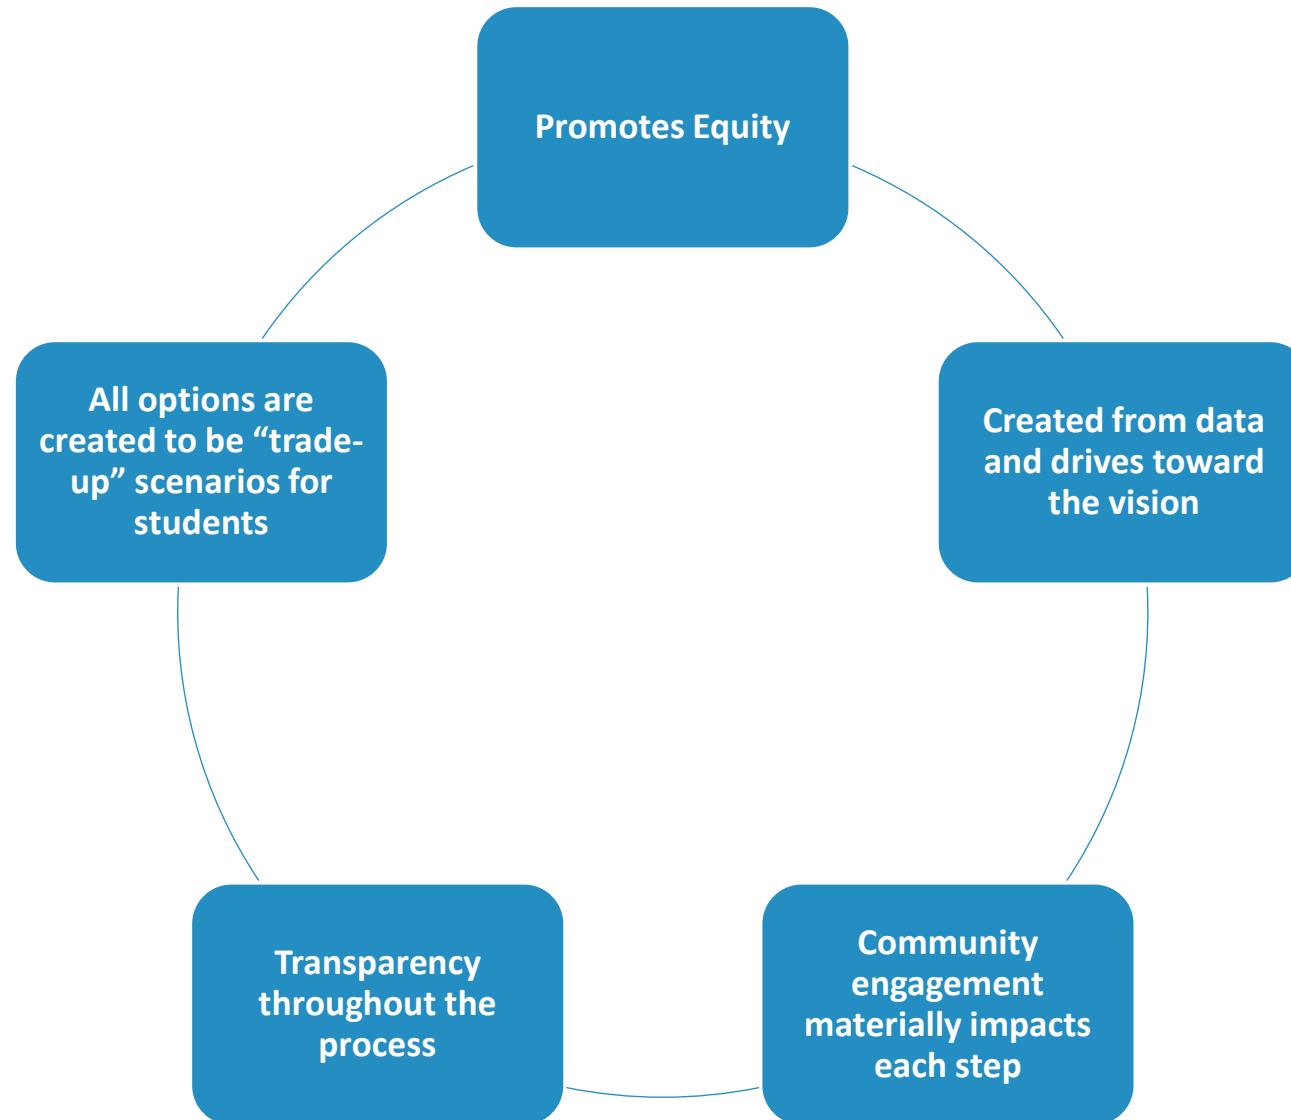 Promotes Equity
All options are
created to be “trade-
up” scenarios for
students
Created from data
and drives toward
the vision
Transparency
throughout the
process
Community
engagement
materially impacts
each step